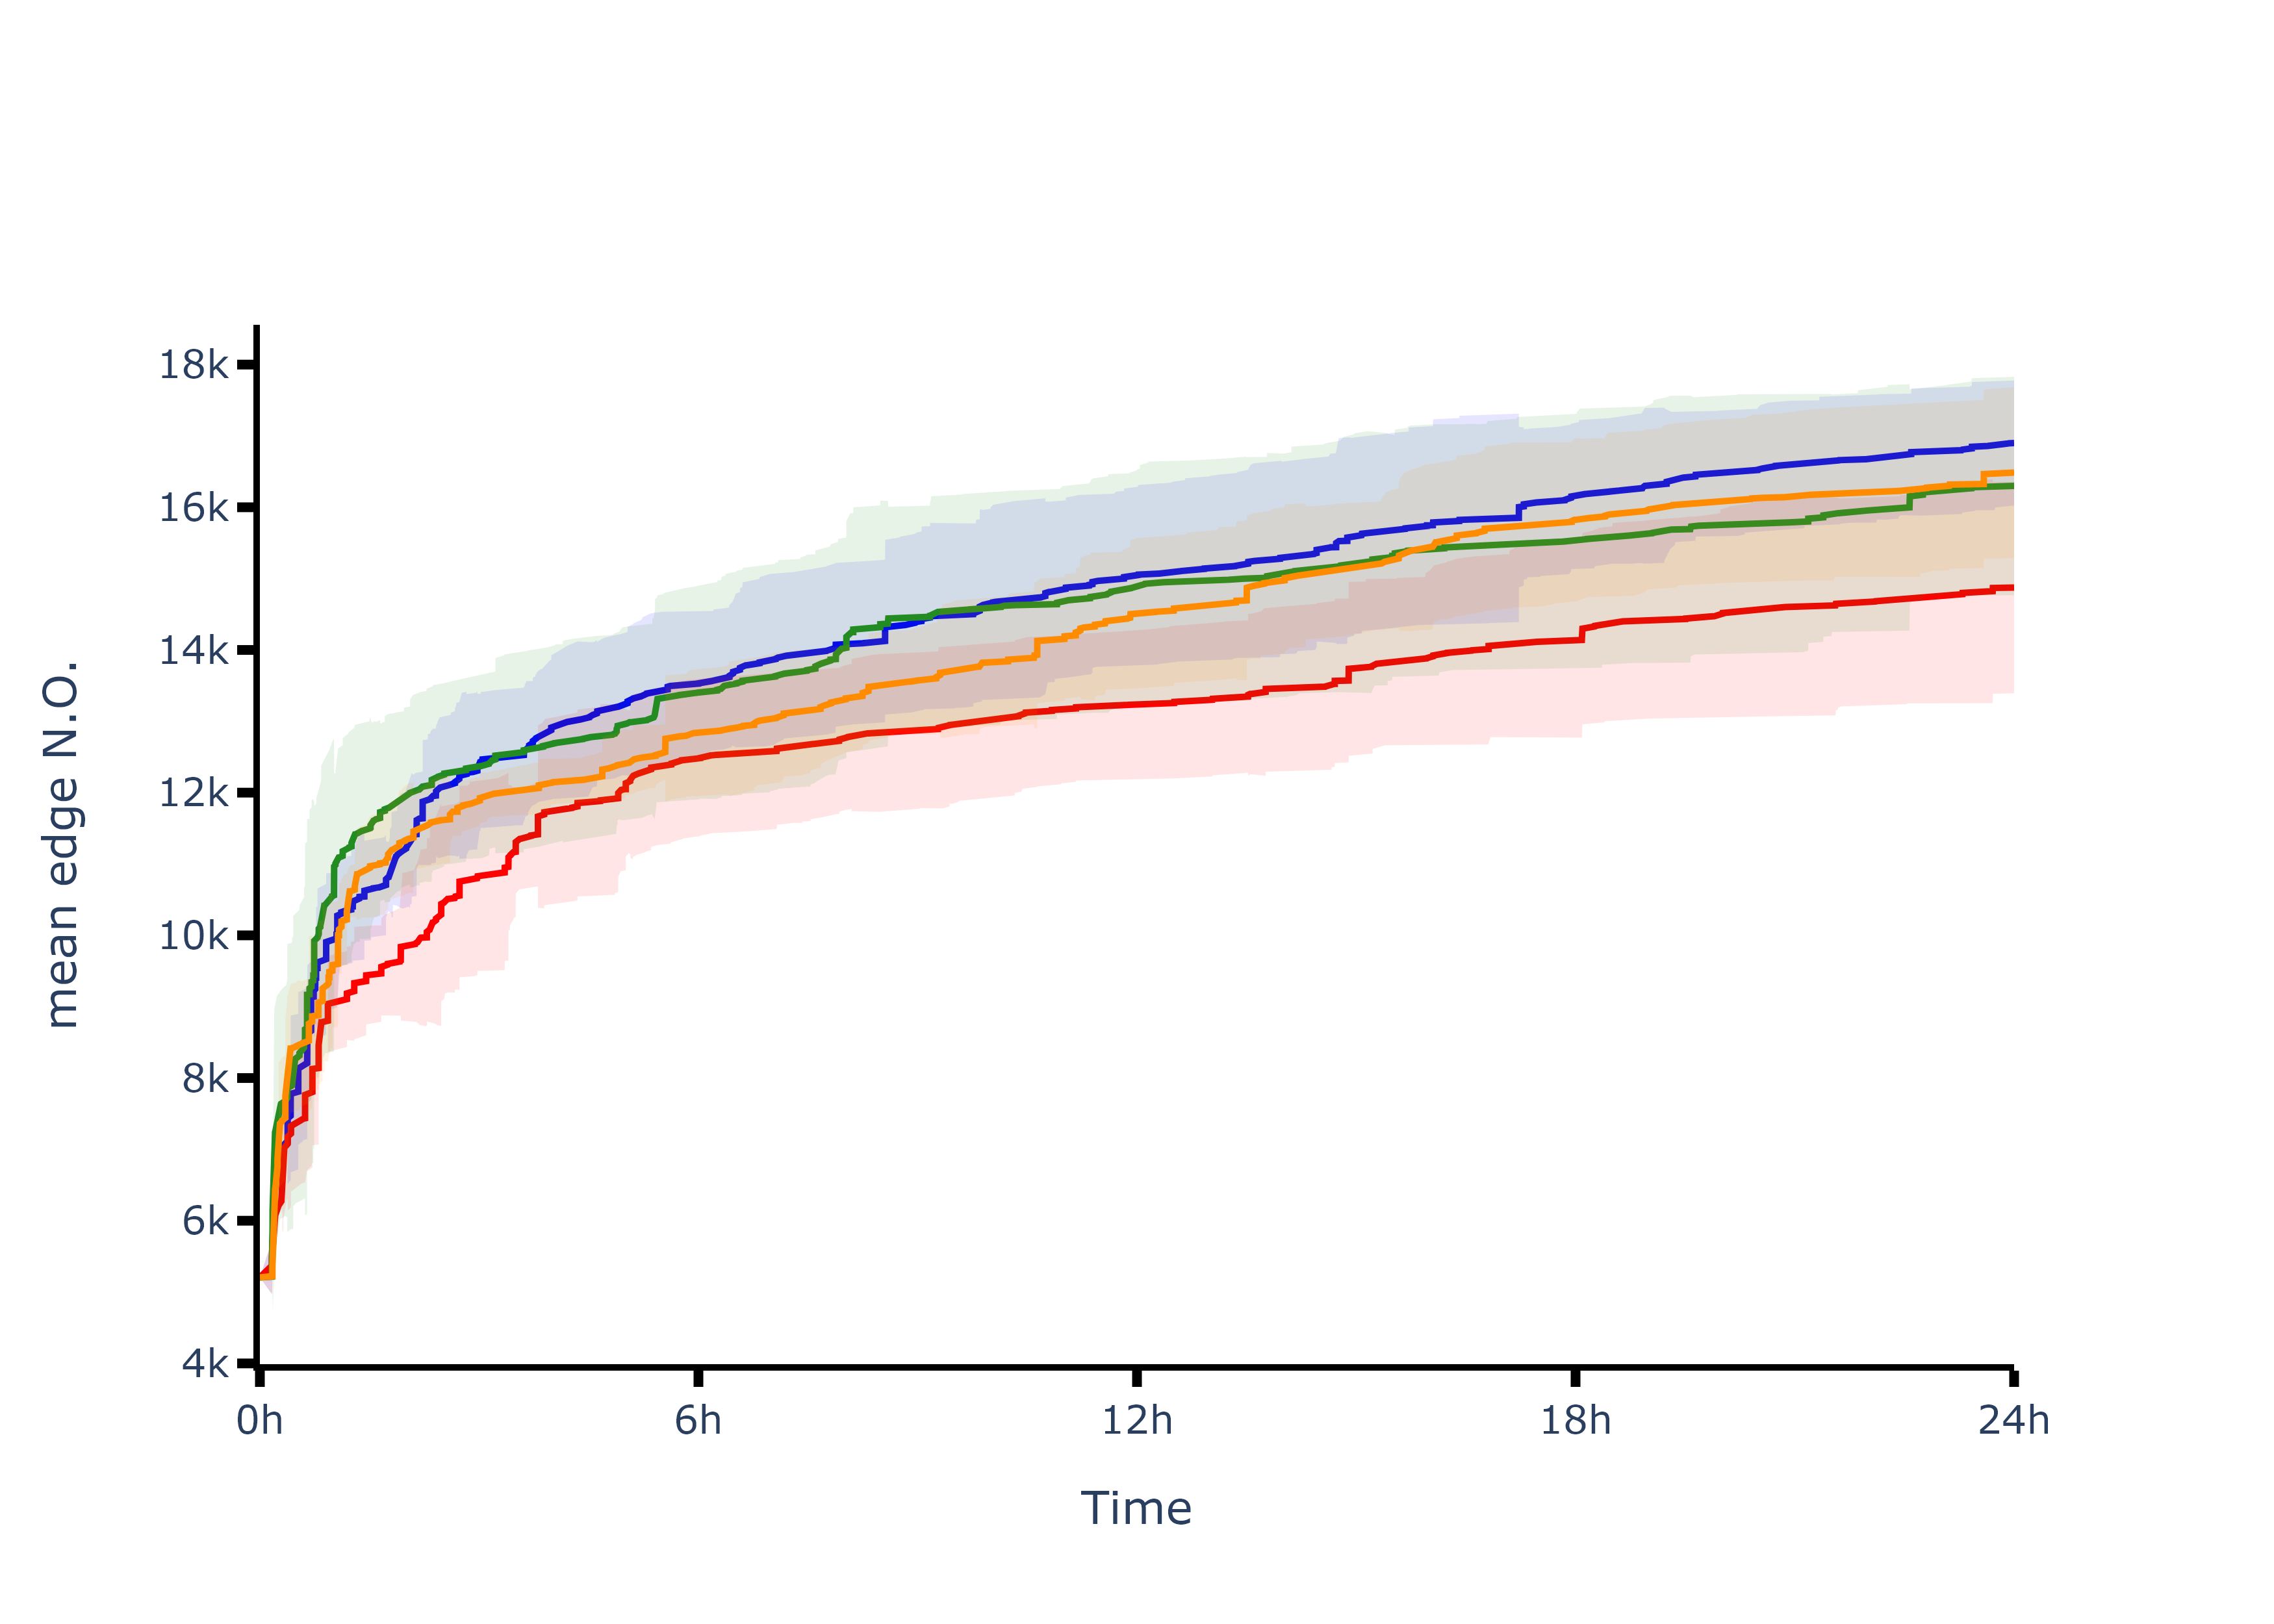 18k
16k
14k
12k
10k
8k
6k
4k
mean edge N.O.
0h 6h 12h 18h 24h
Time